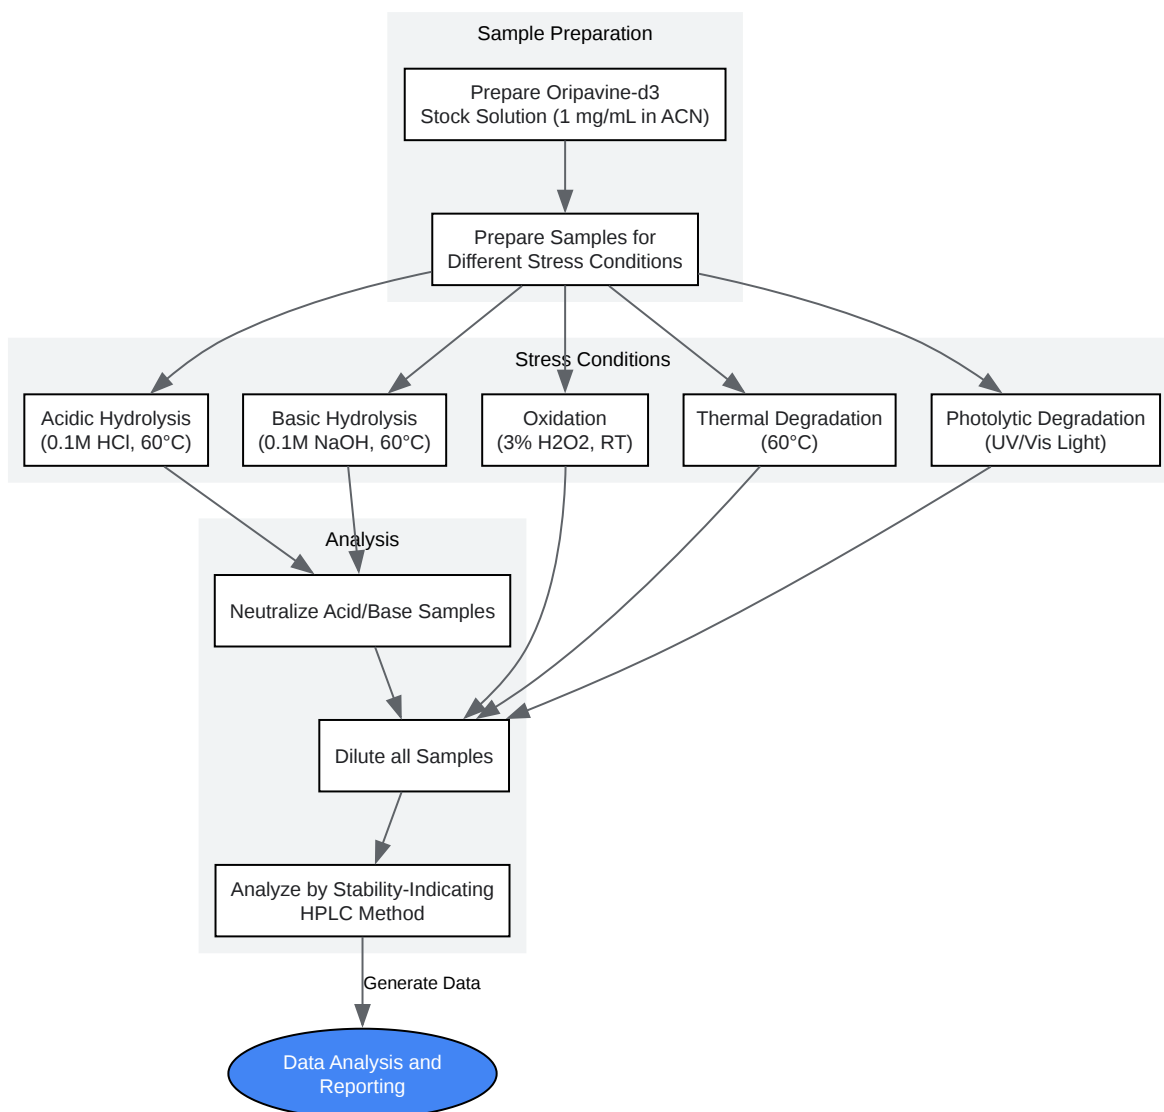 Sample Preparation
Prepare Oripavine-d3
Stock Solution (1 mg/mL in ACN)
Prepare Samples for
Different Stress Conditions
Stress Conditions
Acidic Hydrolysis
(0.1M HCl, 60°C)
Basic Hydrolysis
(0.1M NaOH, 60°C)
Oxidation
(3% H2O2, RT)
Thermal Degradation
(60°C)
Photolytic Degradation
(UV/Vis Light)
Analysis
Neutralize Acid/Base Samples
Dilute all Samples
Analyze by Stability-Indicating
HPLC Method
Generate Data
Data Analysis and
Reporting